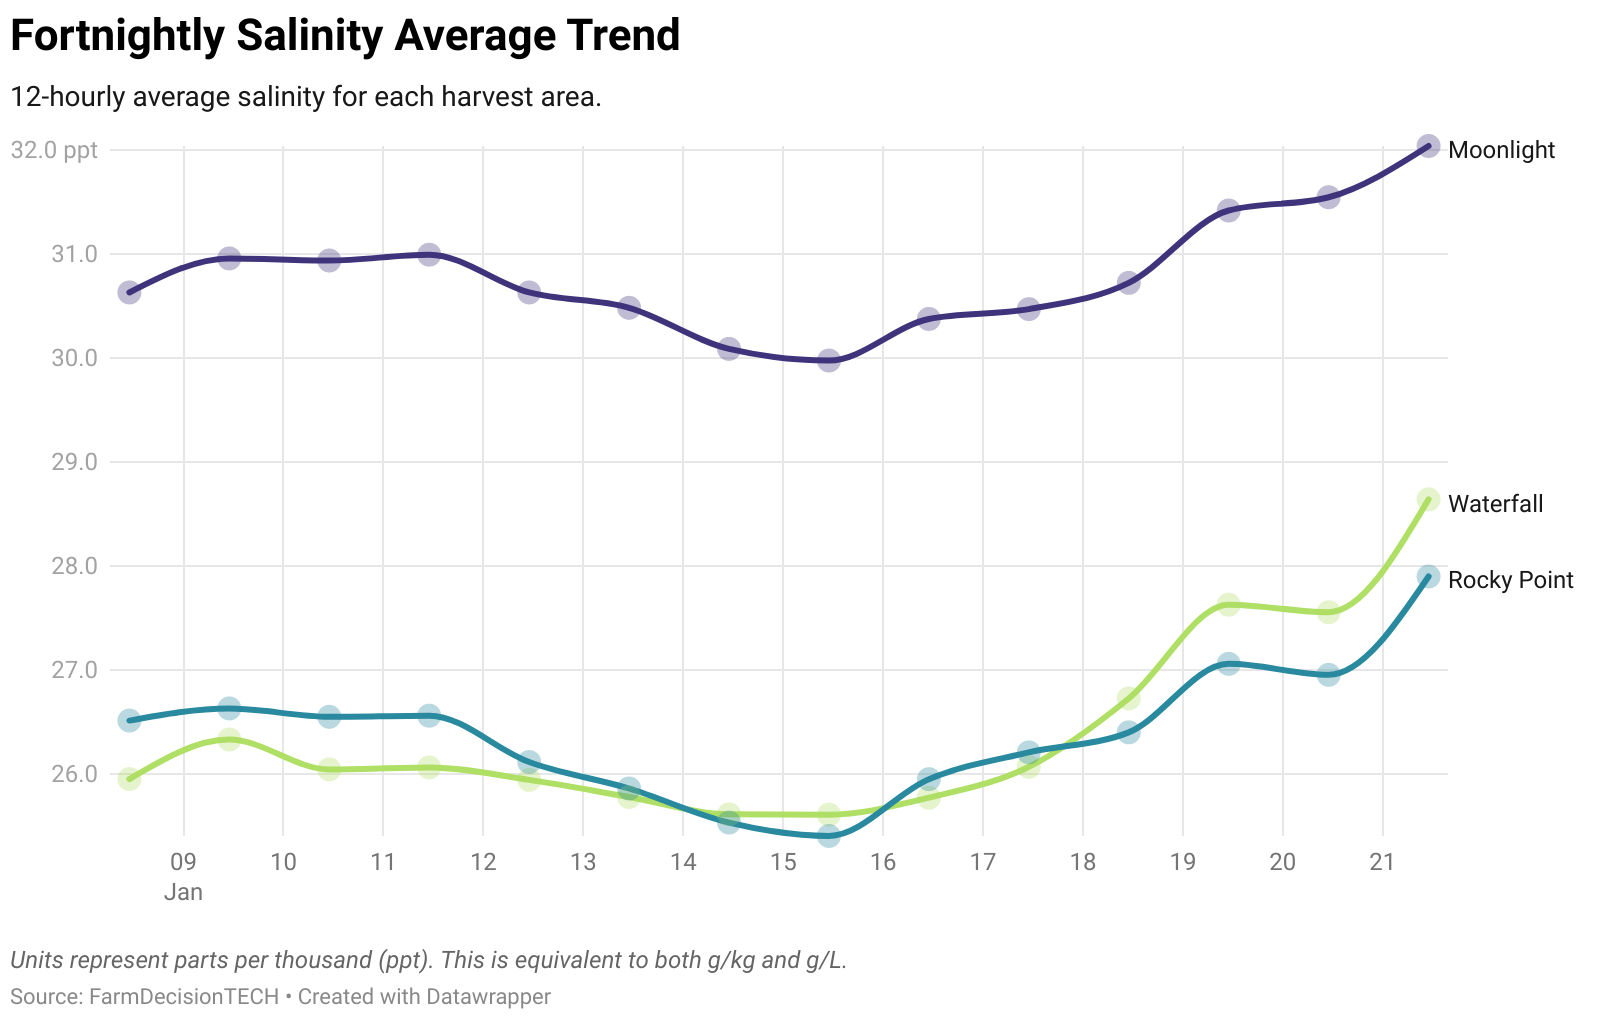 Fortnightly Salinity Average Trend
12-hourly average salinity for each harvest area.
32.0 ppt
Moonlight
31.0
30.0
29.0
Waterfall
28.0
Rocky Point
27.0
26.0
09 10 11 12 13 14 15 16 17 18 19 20 21
Jan
Units represent parts per thousand (ppt). This is equivalent to both g/kg and g/L.
Source: FarmDecisionTECH • Created with Datawrapper